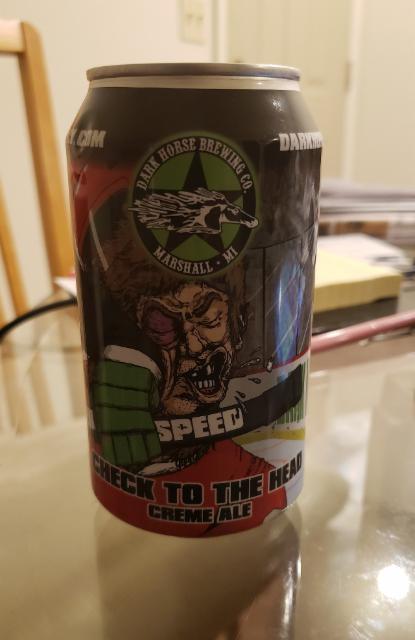 .COM
DARK
DARK HORSE BREWING CO.
MARSHALL · MI
SPEED
CHECK TO THE HEAD
CREME ALE